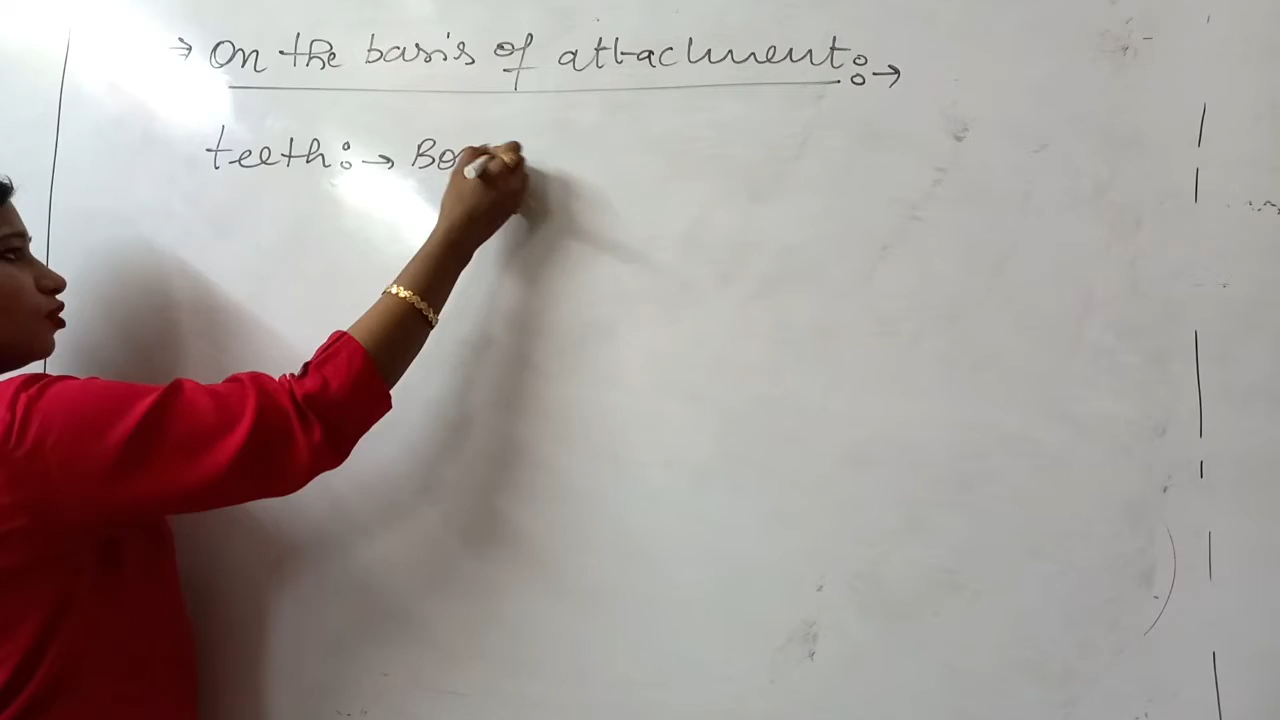 → On the basis of attachment:→
teeth:→ Bo